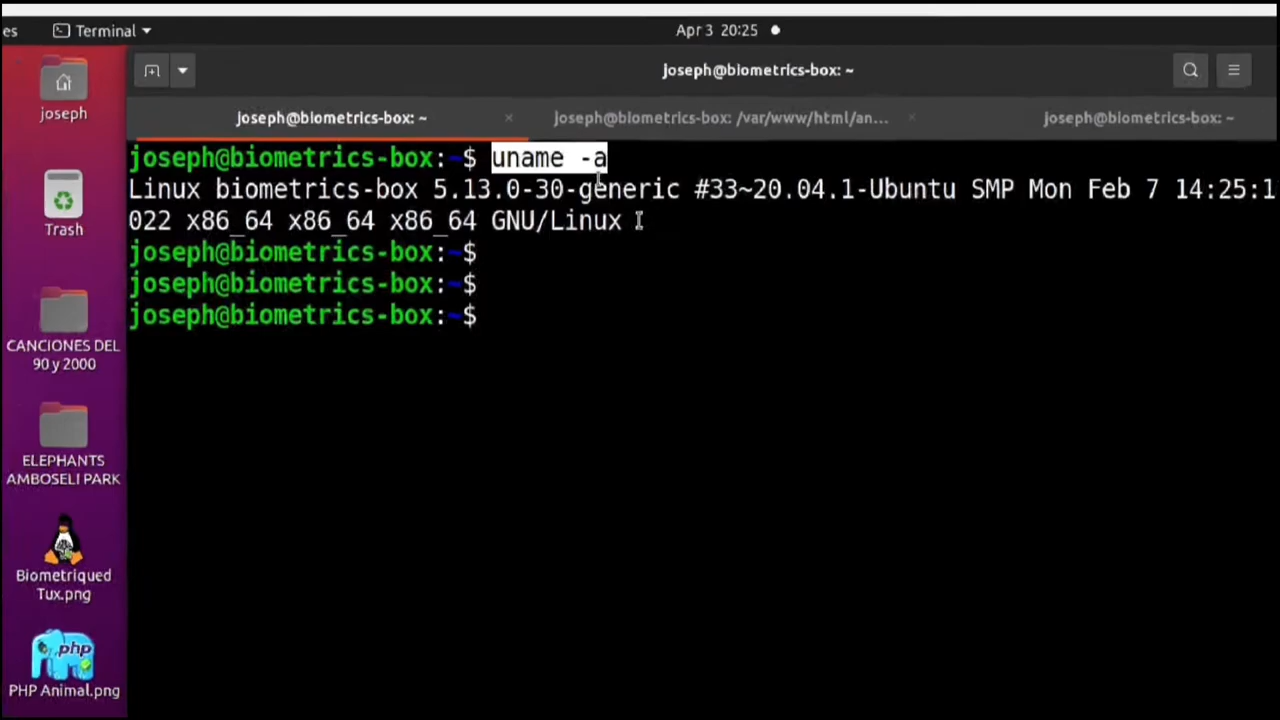 es Terminal Apr 3 20:25
joseph@biometrics-box: ~
joseph@biometrics-box: ~ joseph@biometrics-box: /var/www/html/an... joseph@biometrics-box: ~
joseph@biometrics-box:~$ uname -a
Linux biometrics-box 5.13.0-30-generic #33~20.04.1-Ubuntu SMP Mon Feb 7 14:25:1
022 x86_64 x86_64 x86_64 GNU/Linux
joseph@biometrics-box:~$
joseph@biometrics-box:~$
joseph@biometrics-box:~$
joseph
Trash
CANCIONES DEL
90 y 2000
ELEPHANTS
AMBOSELI PARK
Biometriqued
Tux.png
php
PHP Animal.png